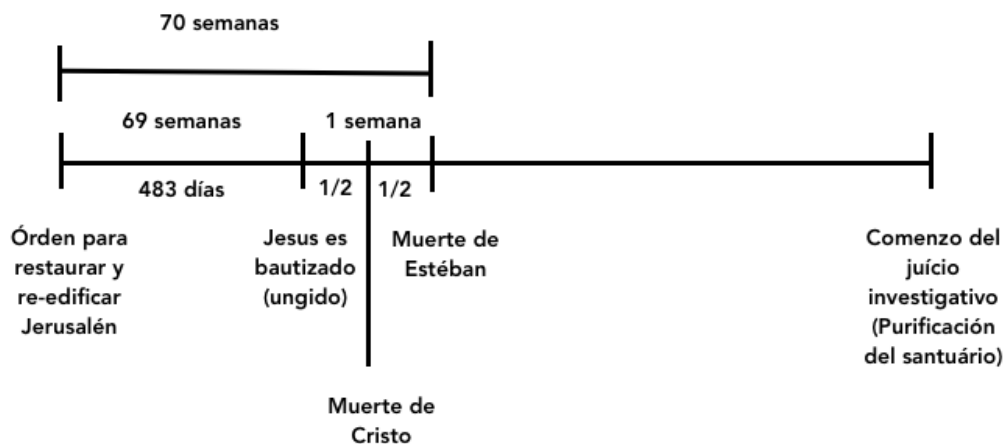 70 semanas
69 semanas
1 semana
483 días
1/2
1/2
Órden para
restaurar y
re-edificar
Jerusalén
Jesus es
bautizado
(ungido)
Muerte de
Estéban
Comenzo del
juício
investigativo
(Purificación
del santuário)
Muerte de
Cristo